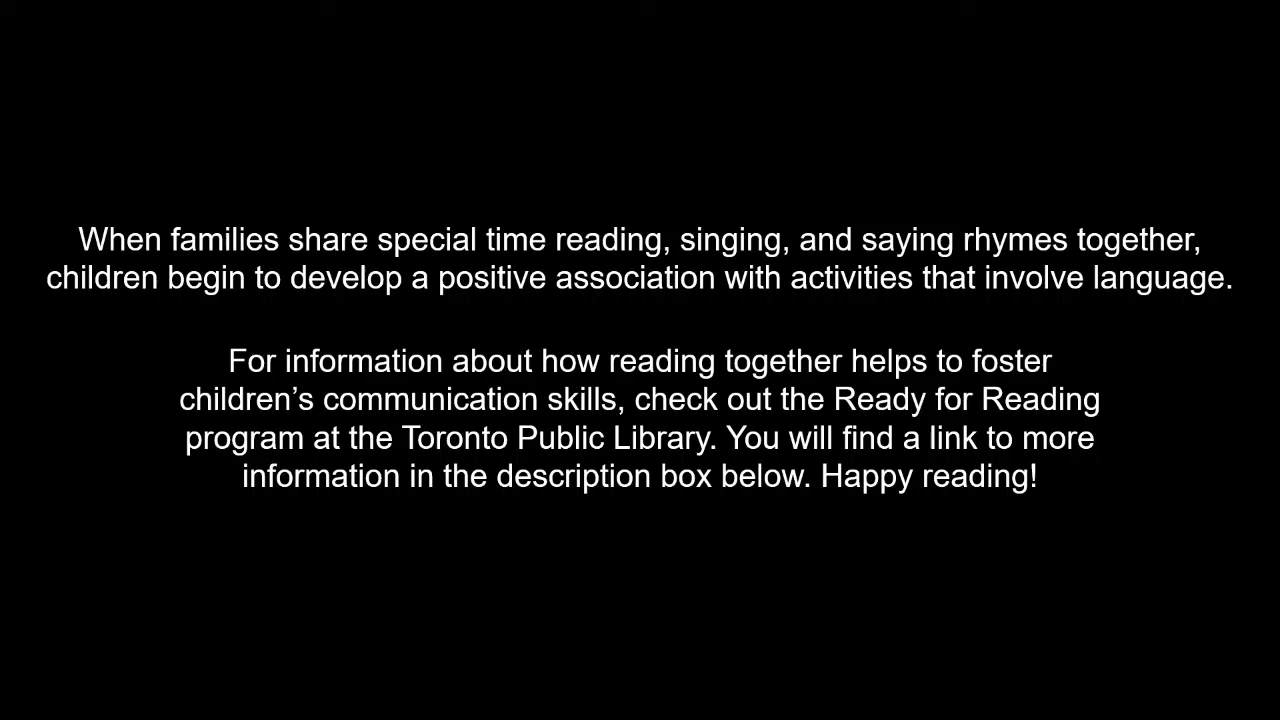 When families share special time reading, singing, and saying rhymes together,
children begin to develop a positive association with activities that involve language.
For information about how reading together helps to foster
children’s communication skills, check out the Ready for Reading
program at the Toronto Public Library. You will find a link to more
information in the description box below. Happy reading!